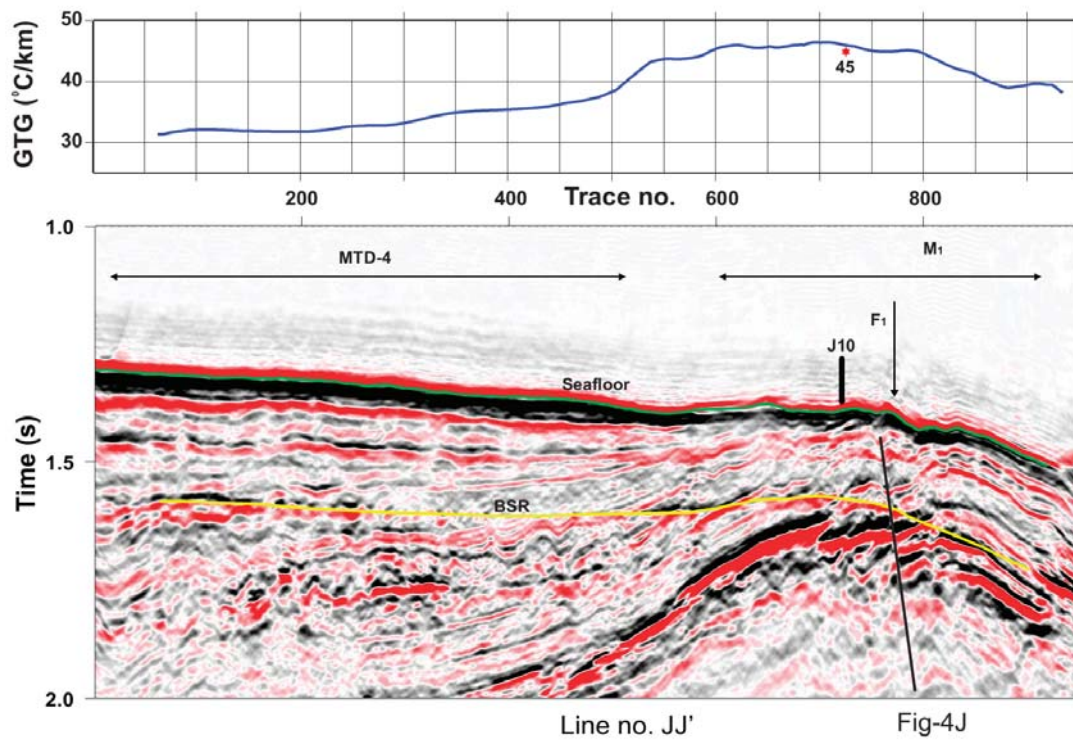 50
40
30
GTG (°C/km)
45
200 400 Trace no. 600 800
1.0
1.5
2.0
Time (s)
MTD-4
M1
F1
J10
Seafloor
BSR
Line no. JJ' Fig-4J